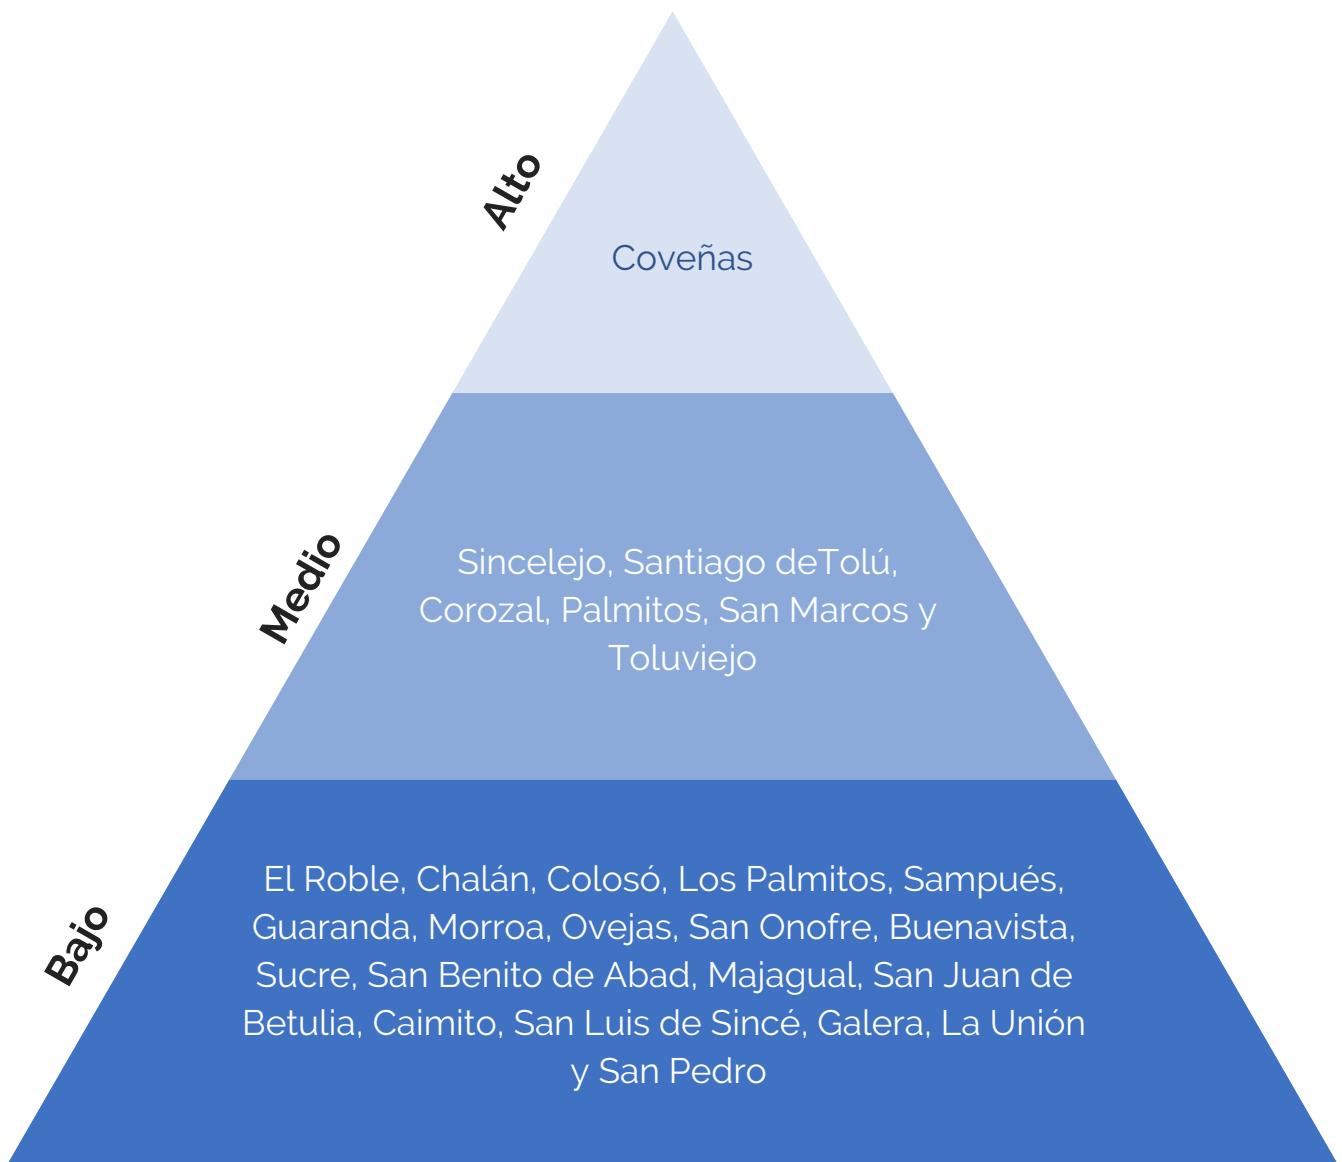 Alto
Coveñas
Medio
Sincelejo, Santiago deTolú,
Corozal, Palmitos, San Marcos y
Toluviejo
Bajo
El Roble, Chalán, Colosó, Los Palmitos, Sampués,
Guaranda, Morroa, Ovejas, San Onofre, Buenavista,
Sucre, San Benito de Abad, Majagual, San Juan de
Betulia, Caimito, San Luis de Sincé, Galera, La Unión
y San Pedro